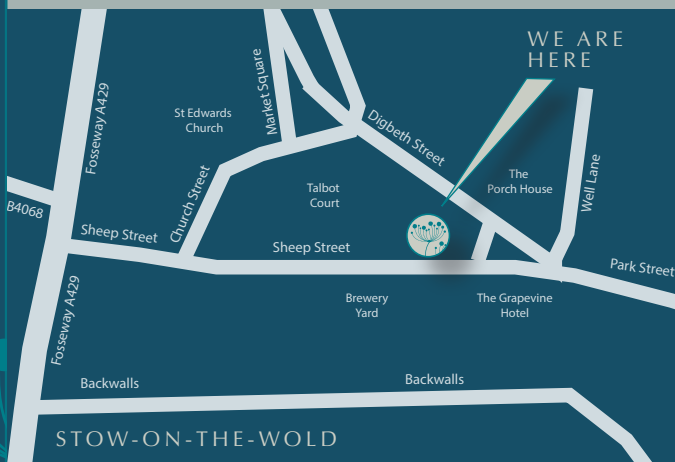 WE ARE
HERE
Market Square
Fosseway A429
St Edwards
Church
Digbeth Street
The
Porch House
Well Lane
Church Street
Talbot
Court
B4068
Sheep Street
Sheep Street
Park Street
Fosseway A429
Brewery
Yard
The Grapevine
Hotel
Backwalls
Backwalls
STOW-ON-THE-WOLD